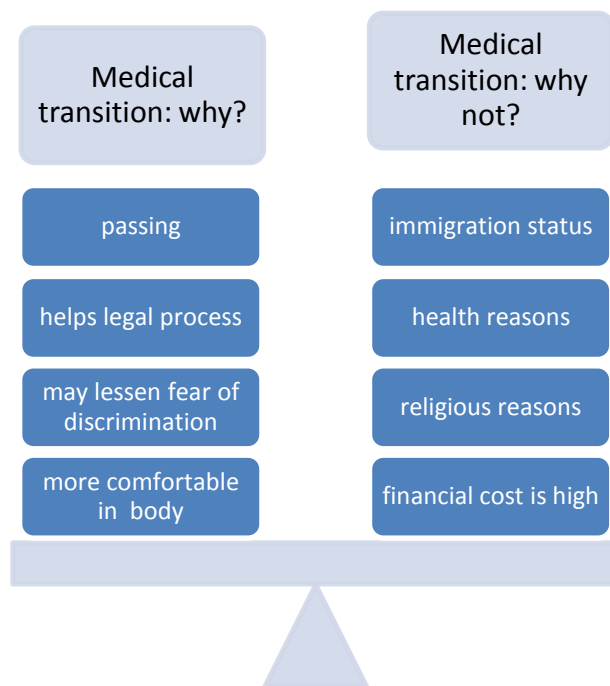 Medical
transition: why?
passing
helps legal process
may lessen fear of
discrimination
more comfortable
in body
Medical
transition: why
not?
immigration status
health reasons
religious reasons
financial cost is high